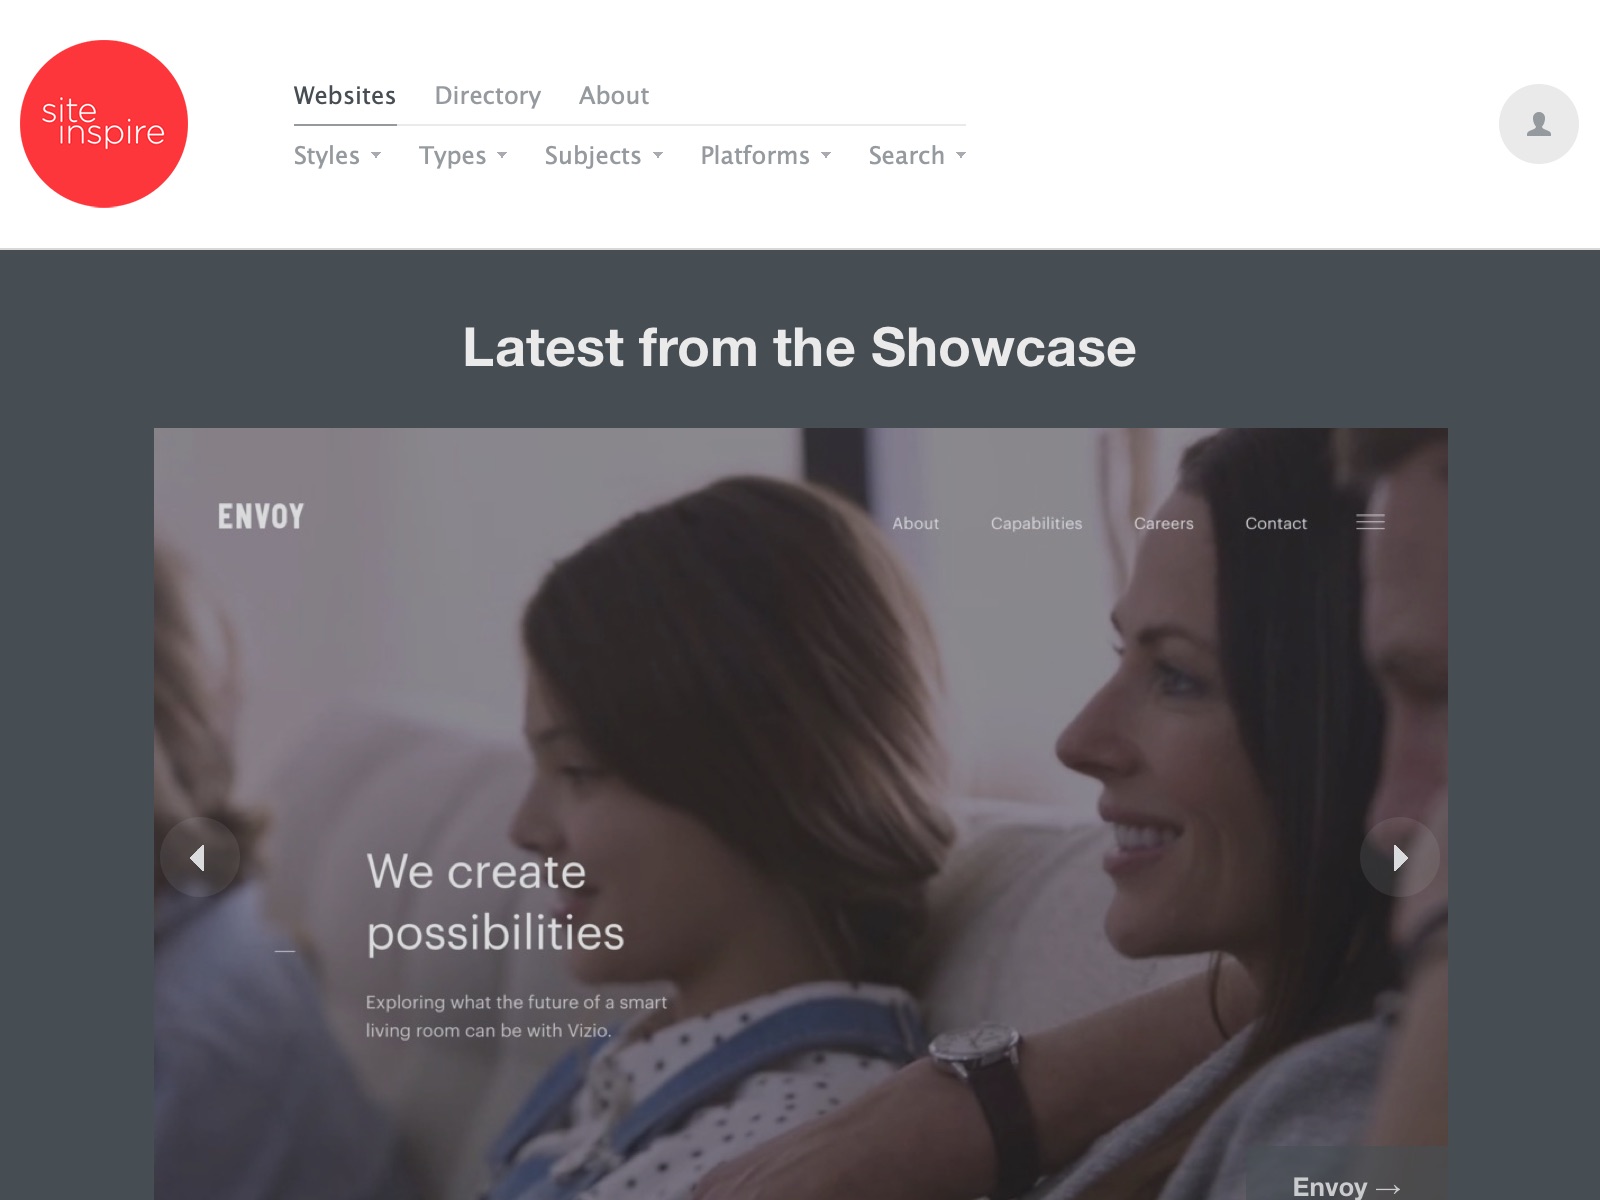 site
inspire
Websites Directory About
Styles Types Subjects Platforms Search
Latest from the Showcase
ENVOY
About Capabilities Careers Contact
We create
possibilities
Exploring what the future of a smart
living room can be with Vizio.
Envoy →